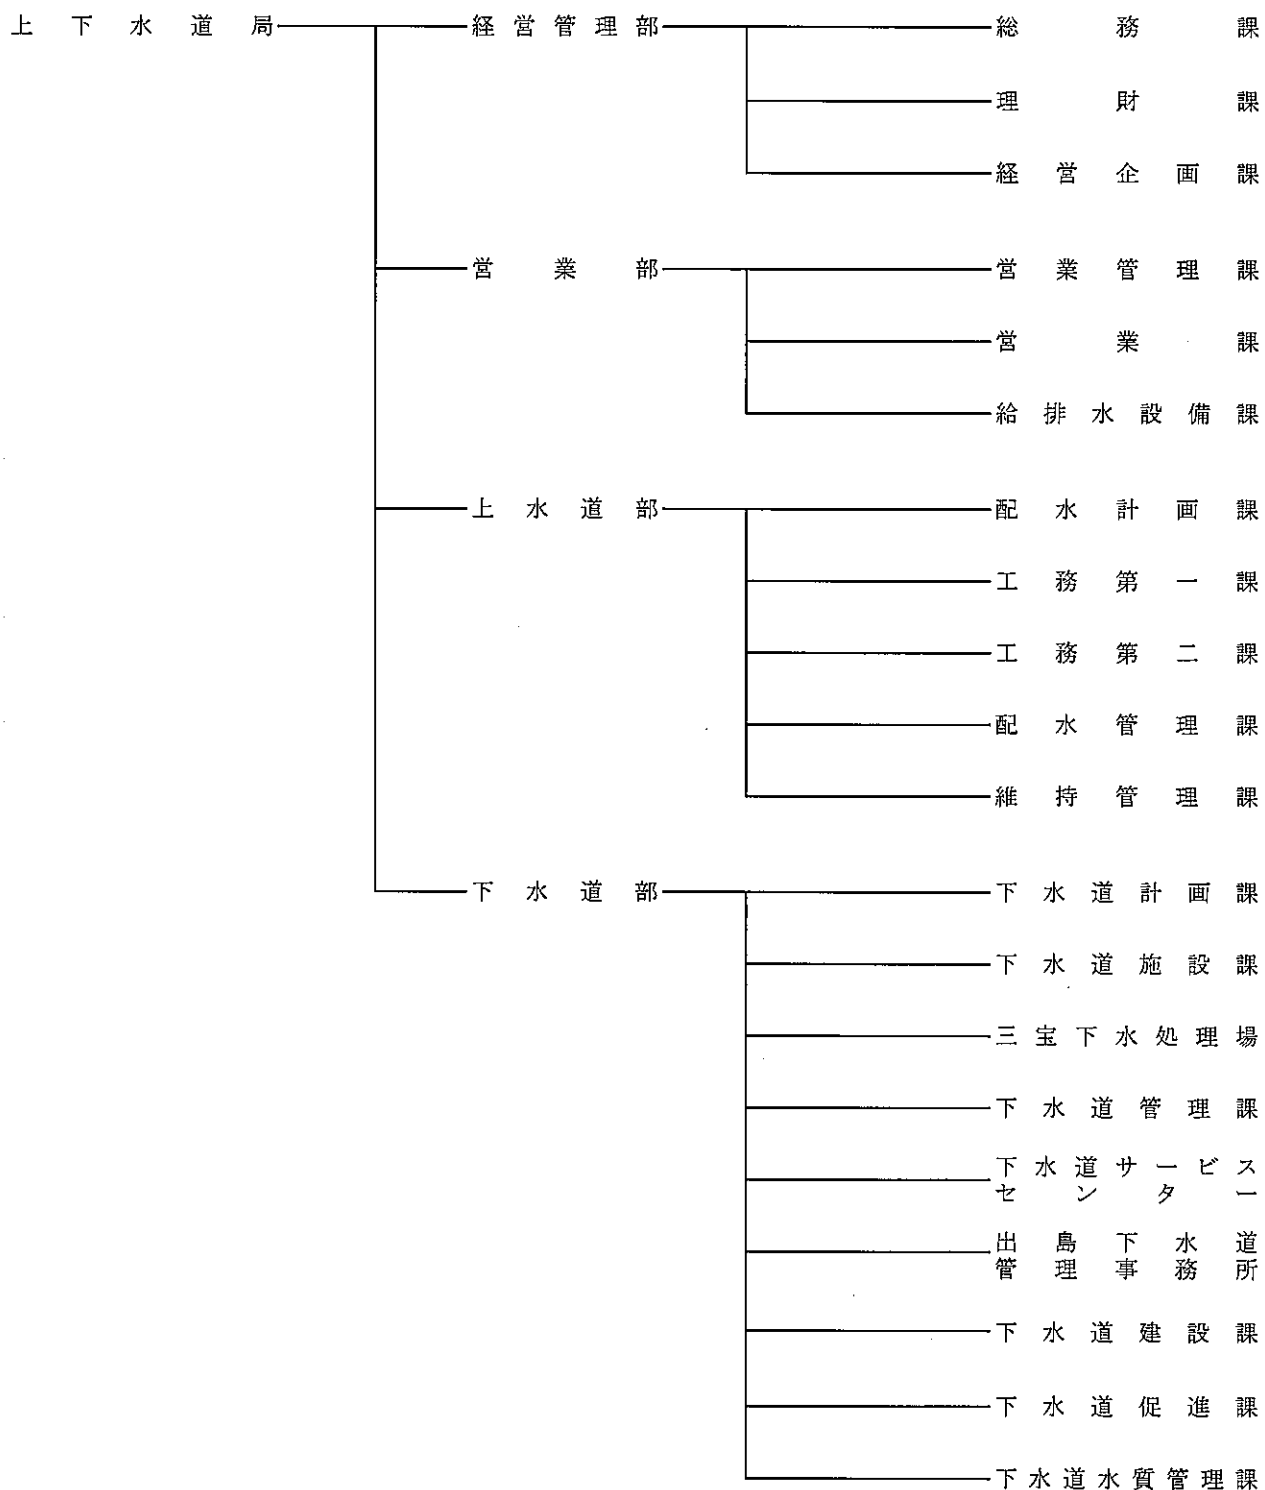 上下水道局 経営管理部 総務課
理財課
経営企画課
営業部 営業管理課
営業課
給排水設備課
上水道部 配水計画課
工務第一課
工務第二課
配水管理課
維持管理課
下水道部 下水道計画課
下水道施設課
三宝下水処理場
下水道管理課
下水道サービス
センター
出島下水道
管理事務所
下水道建設課
下水道促進課
下水道水質管理課